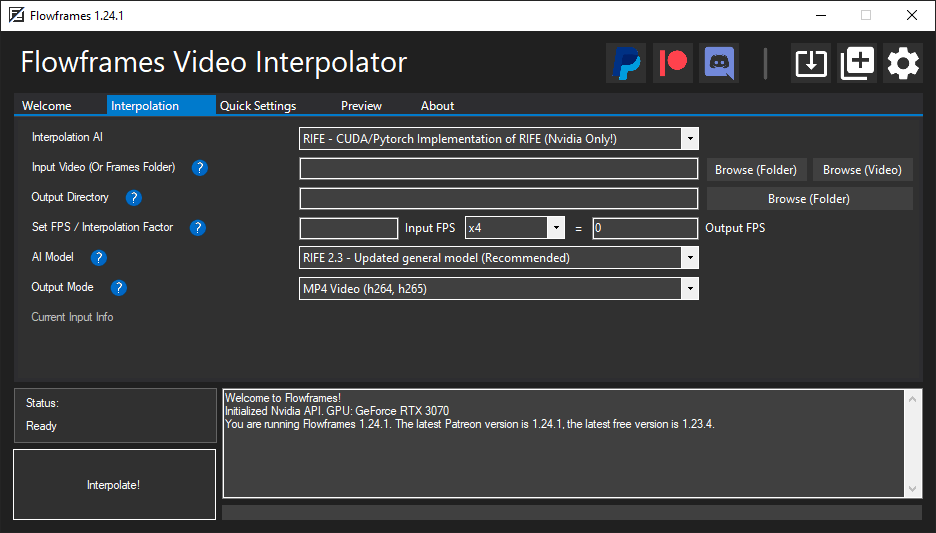 Flowframes 1.24.1
Flowframes Video Interpolator
Welcome Interpolation Quick Settings Preview About
Interpolation AI RIFE - CUDA/Pytorch Implementation of RIFE (Nvidia Only!)
Input Video (Or Frames Folder) ? Browse (Folder) Browse (Video)
Output Directory ? Browse (Folder)
Set FPS / Interpolation Factor ? Input FPS x4 = 0 Output FPS
AI Model ? RIFE 2.3 - Updated general model (Recommended)
Output Mode ? MP4 Video (h264, h265)
Current Input Info
Status:
Ready
Interpolate!
Welcome to Flowframes!
Initialized Nvidia API. GPU: GeForce RTX 3070
You are running Flowframes 1.24.1. The latest Patreon version is 1.24.1, the latest free version is 1.23.4.